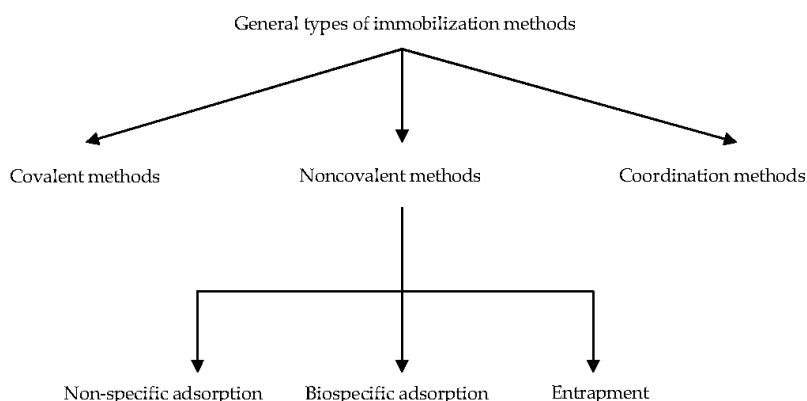 General types of immobilization methods
Covalent methods
Noncovalent methods
Coordination methods
Non-specific adsorption
Biospecific adsorption
Entrapment